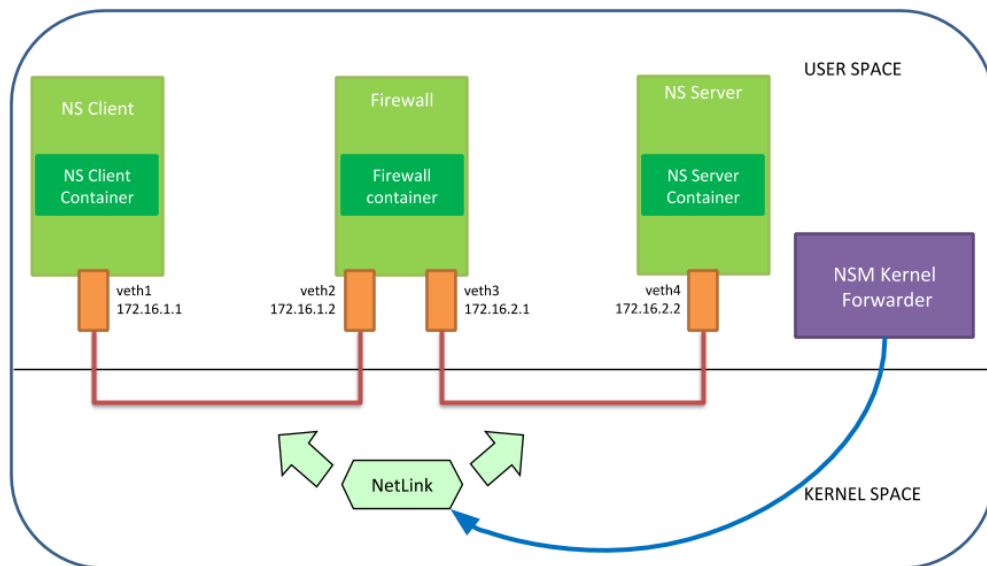 USER SPACE
NS Client
NS Client
Container
Firewall
Firewall
container
NS Server
NS Server
Container
NSM Kernel
Forwarder
veth1
172.16.1.1
veth2
172.16.1.2
veth3
172.16.2.1
veth4
172.16.2.2
NetLink
KERNEL SPACE